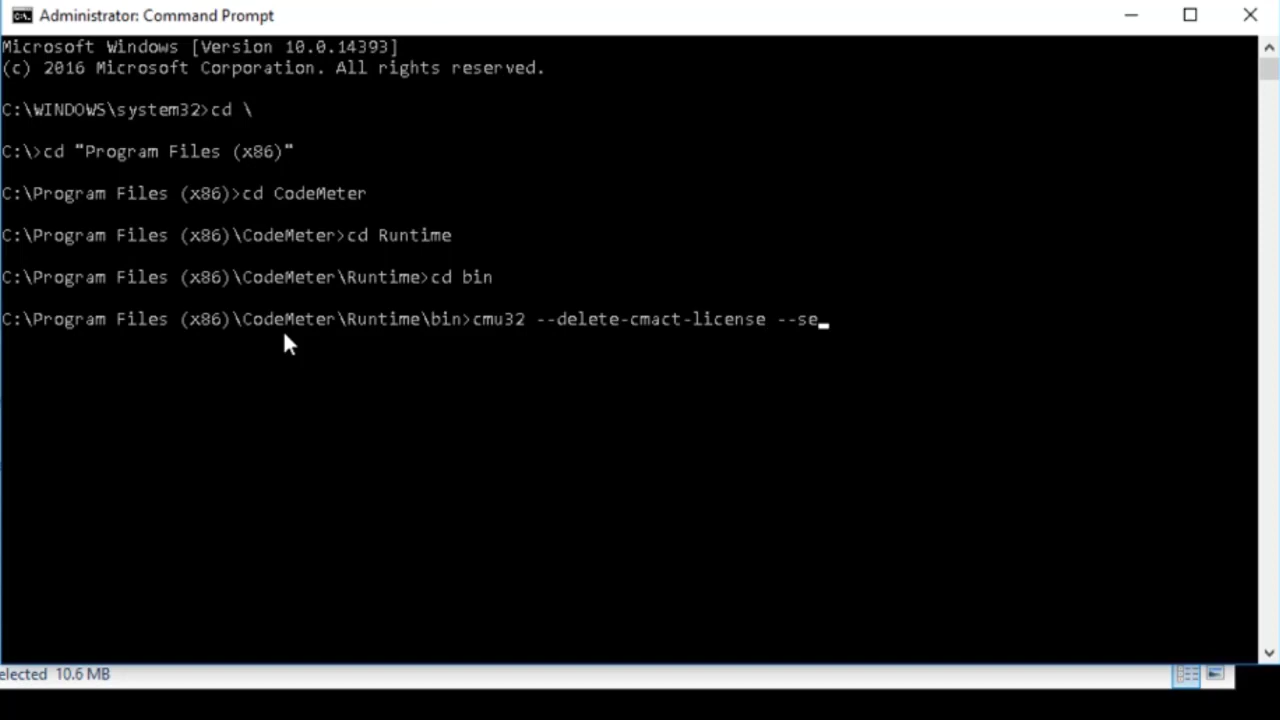 Administrator: Command Prompt
Microsoft Windows [Version 10.0.14393]
(c) 2016 Microsoft Corporation. All rights reserved.
C:\WINDOWS\system32>cd \
C:\>cd "Program Files (x86)"
C:\Program Files (x86)>cd CodeMeter
C:\Program Files (x86)\CodeMeter>cd Runtime
C:\Program Files (x86)\CodeMeter\Runtime>cd bin
C:\Program Files (x86)\CodeMeter\Runtime\bin>cmu32 --delete-cmact-license --se
elected 10.6 MB